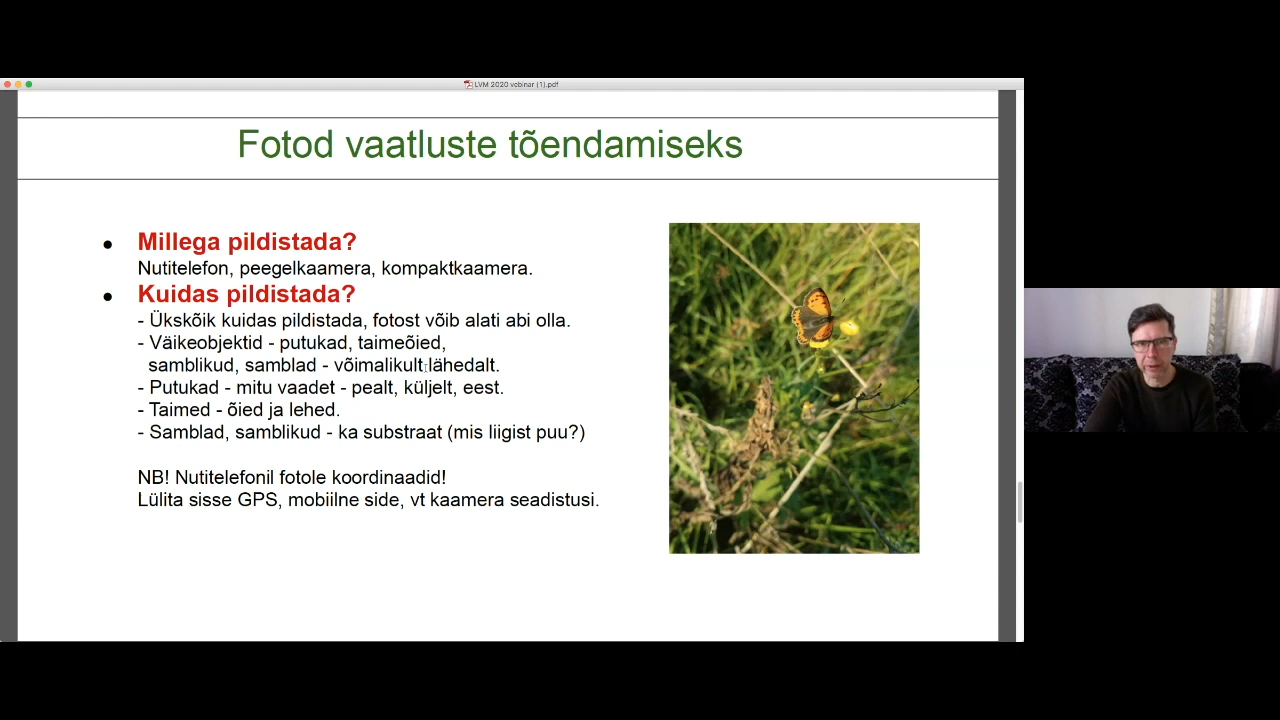 LVM 2020 vebinar (1).pdf
Fotod vaatluste tõendamiseks
● Millega pildistada?
Nutitelefon, peegelkaamera, kompaktkaamera.
● Kuidas pildistada?
- Ükskõik kuidas pildistada, fotost võib alati abi olla.
- Väikeobjektid - putukad, taimeõied,
samblikud, samblad - võimalikult lähedalt.
- Putukad - mitu vaadet - pealt, küljelt, eest.
- Taimed - õied ja lehed.
- Samblad, samblikud - ka substraat (mis liigist puu?)
NB! Nutitelefonil fotole koordinaadid!
Lülita sisse GPS, mobiilne side, vt kaamera seadistusi.